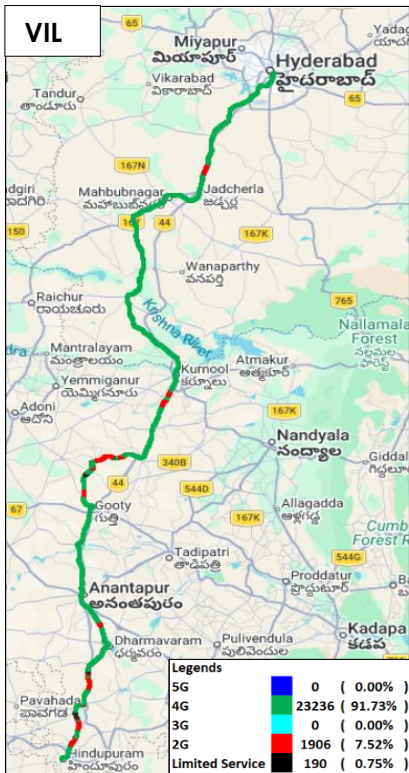 VIL
65
Miyapur
మియాపూర్
Hyderabad
హైదరాబాద్
Tandur
తాండూరు
Vikarabad
వికారాబాద్
65
167N
Mahbubnagar
మహబూబ్‌నగర్
Jadcherla
జడ్చర్ల
150
167
44
167K
Wanaparthy
వనపర్తి
Raichur
రాయచూరు
765
Krishna River
Nallamala
Forest
నల్లమల
ఫారెస్ట్
Mantralayam
మంత్రాలయం
Kurnool
కర్నూలు
Atmakur
ఆత్మకూర్
Yemmiganur
యెమ్మిగనూరు
Adoni
ఆదోని
167K
Nandyala
నంద్యాల
340B
44
544D
67
Gooty
గుత్తి
Allagadda
ఆళ్లగడ్డ
167K
544G
Tadipatri
తాడిపత్రి
Anantapur
అనంతపురం
Proddatur
ప్రొద్దుటూర్
Dharmavaram
ధర్మవరం
Pulivendula
పులివెందుల
Kadapa
కడప
Pavahada
పావగడ
Hindupuram
హిందూపురం
Legends
5G 0 ( 0.00% )
4G 23236 ( 91.73% )
3G 0 ( 0.00% )
2G 1906 ( 7.52% )
Limited Service 190 ( 0.75% )